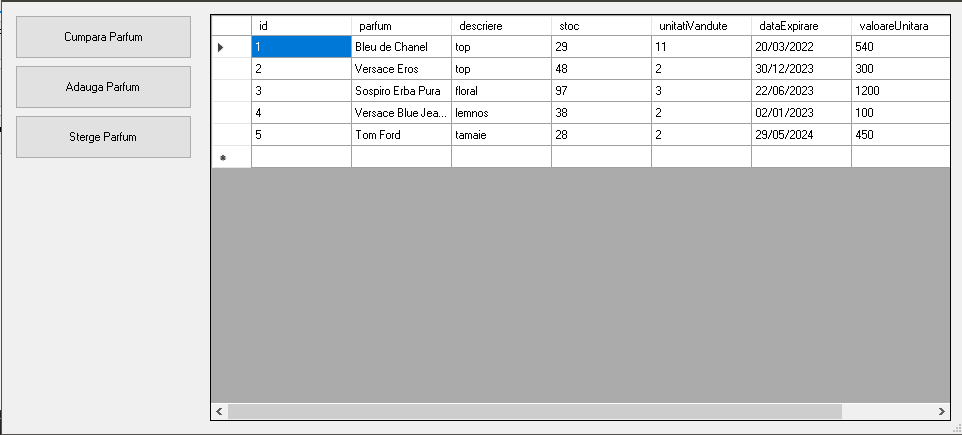 Cumpara Parfum
Adauga Parfum
Sterge Parfum
id parfum descriere stoc unitatiVandute dataExpirare valoareUnitara
1 Bleu de Chanel top 29 11 20/03/2022 540
2 Versace Eros top 48 2 30/12/2023 300
3 Sospiro Erba Pura floral 97 3 22/06/2023 1200
4 Versace Blue Jea... lemnos 38 2 02/01/2023 100
5 Tom Ford tamaie 28 2 29/05/2024 450